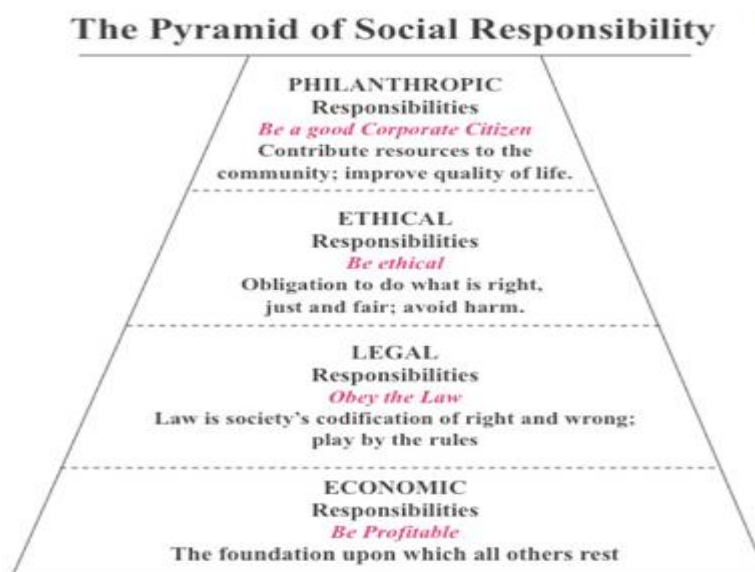 The Pyramid of Social Responsibility
PHILANTHROPIC
Responsibilities
Be a good Corporate Citizen
Contribute resources to the
community; improve quality of life.
ETHICAL
Responsibilities
Be ethical
Obligation to do what is right,
just and fair; avoid harm.
LEGAL
Responsibilities
Obey the Law
Law is society's codification of right and wrong;
play by the rules
ECONOMIC
Responsibilities
Be Profitable
The foundation upon which all others rest